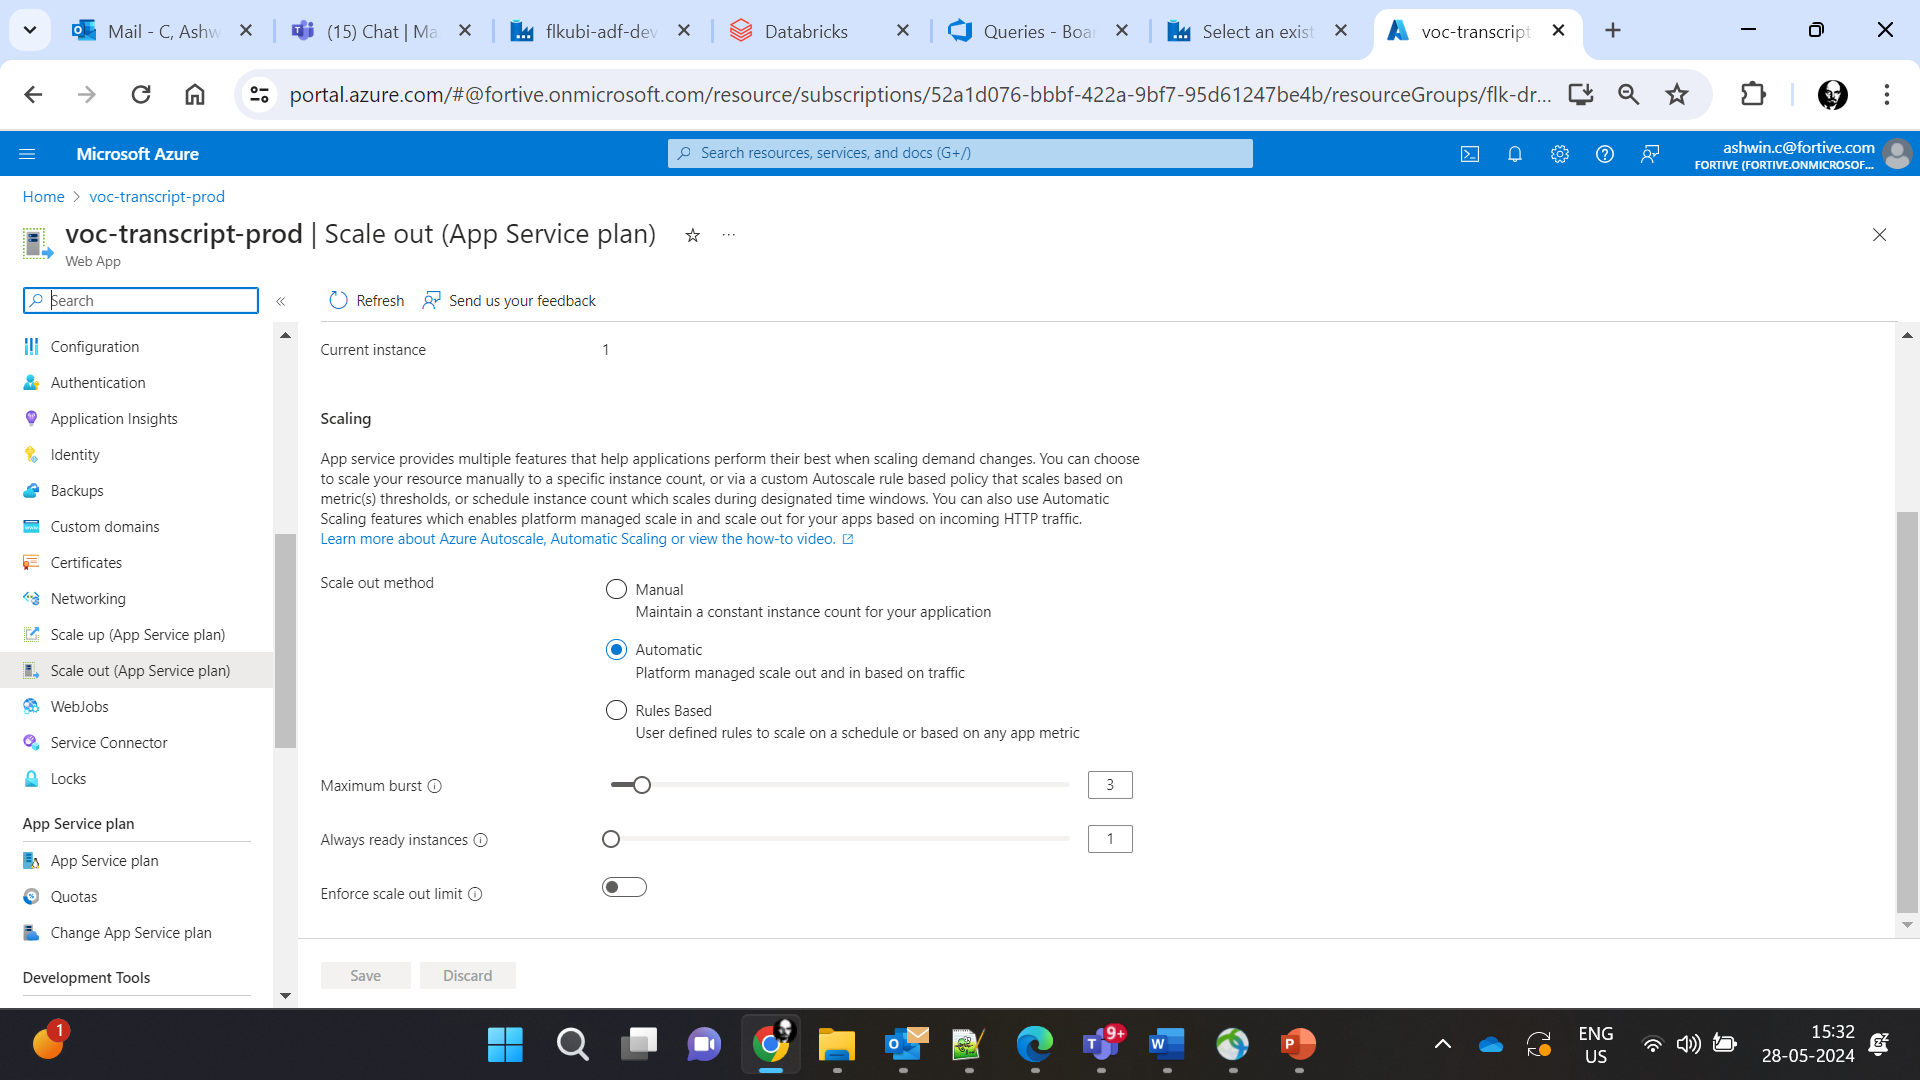 Mail - C, Ashw
(15) Chat | Ma
flkubi-adf-dev
Databricks
Queries - Boar
Select an exist
voc-transcript
portal.azure.com/#@fortive.onmicrosoft.com/resource/subscriptions/52a1d076-bbbf-422a-9bf7-95d61247be4b/resourceGroups/flk-dr...
Microsoft Azure
Search resources, services, and docs (G+/)
ashwin.c@fortive.com
FORTIVE (FORTIVE.ONMICROSOF...
Home > voc-transcript-prod
voc-transcript-prod | Scale out (App Service plan)
Web App
Search
Refresh
Send us your feedback
Configuration
Authentication
Application Insights
Identity
Backups
Custom domains
Certificates
Networking
Scale up (App Service plan)
Scale out (App Service plan)
WebJobs
Service Connector
Locks
App Service plan
App Service plan
Quotas
Change App Service plan
Development Tools
Current instance 1
Scaling
App service provides multiple features that help applications perform their best when scaling demand changes. You can choose
to scale your resource manually to a specific instance count, or via a custom Autoscale rule based policy that scales based on
metric(s) thresholds, or schedule instance count which scales during designated time windows. You can also use Automatic
Scaling features which enables platform managed scale in and scale out for your apps based on incoming HTTP traffic.
Learn more about Azure Autoscale, Automatic Scaling or view the how-to video.
Scale out method
Manual
Maintain a constant instance count for your application
Automatic
Platform managed scale out and in based on traffic
Rules Based
User defined rules to scale on a schedule or based on any app metric
Maximum burst 3
Always ready instances 1
Enforce scale out limit
Save
Discard
1
9+
ENG
US
15:32
28-05-2024